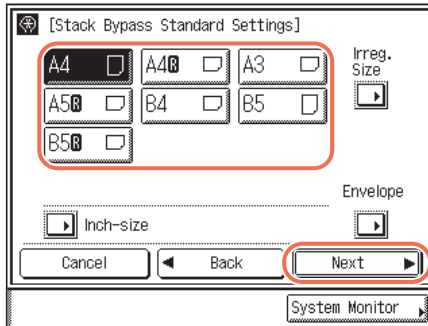 [Stack Bypass Standard Settings]
A4 A4R A3
A5R B4 B5
B5R
Irreg.
Size
Envelope
Inch-size
Cancel Back Next
System Monitor